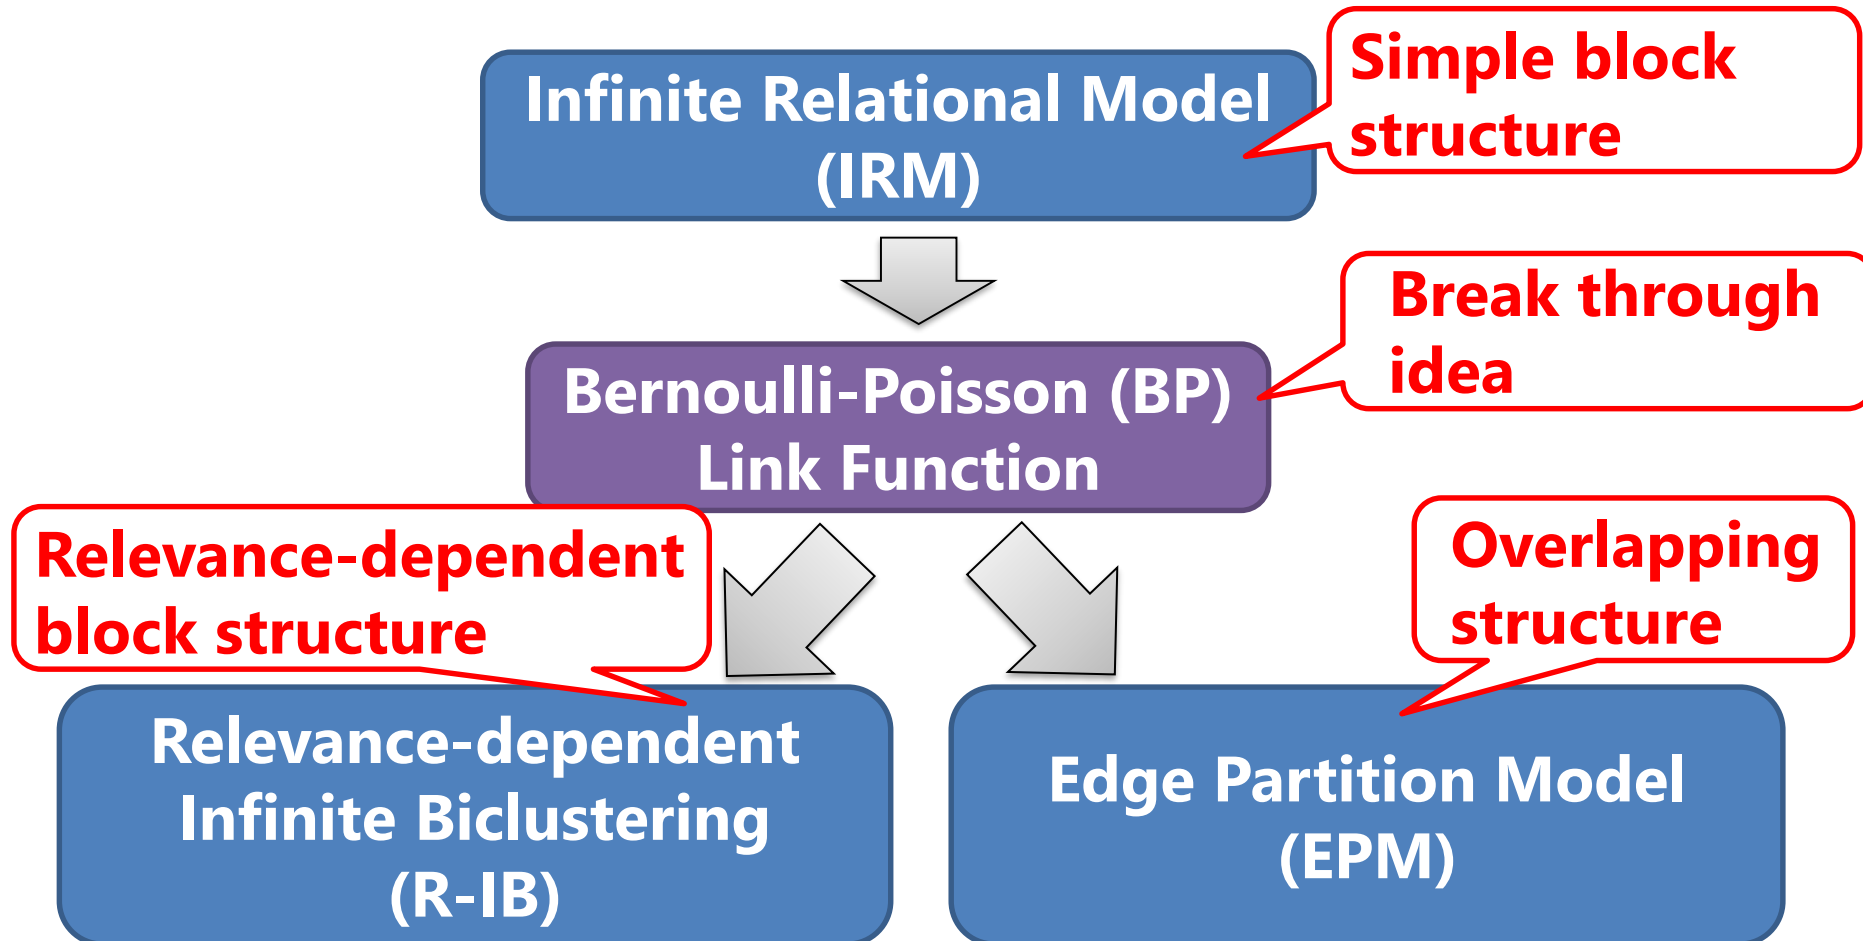 Infinite Relational Model
(IRM)
Simple block
structure
Break through
idea
Bernoulli-Poisson (BP)
Link Function
Relevance-dependent
block structure
Overlapping
structure
Relevance-dependent
Infinite Biclustering
(R-IB)
Edge Partition Model
(EPM)